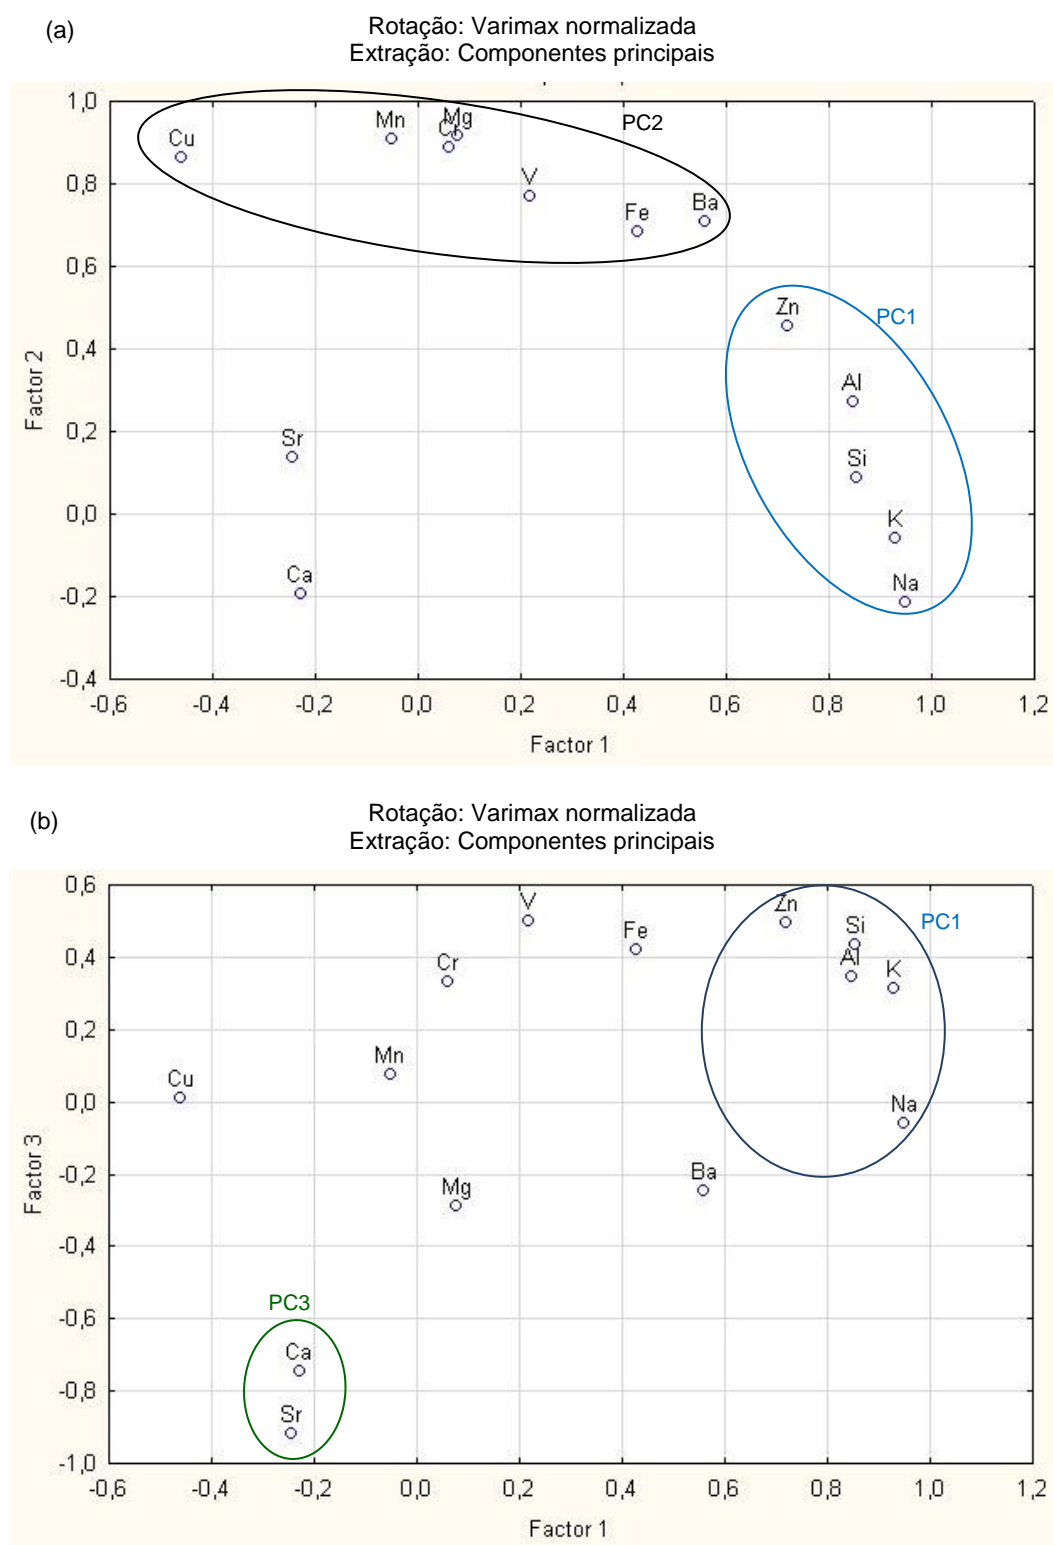 (a)
Rotação: Varimax normalizada
Extração: Componentes principais
1,0
Cu
Mn
Mg
Cr
PC2
0,8
V
Fe
Ba
0,6
Zn
PC1
0,4
Al
Factor 2
0,2
Sr
Si
0,0
K
Ca
Na
-0,2
-0,4
-0,6 -0,4 -0,2 0,0 0,2 0,4 0,6 0,8 1,0 1,2
Factor 1
(b)
Rotação: Varimax normalizada
Extração: Componentes principais
0,6
V
Zn
Fe
Si
PC1
0,4
Cr
Al
K
0,2
Mn
Cu
0,0
Na
Factor 3
-0,2
Mg
Ba
-0,4
PC3
-0,6
Ca
-0,8
Sr
-1,0
-0,6 -0,4 -0,2 0,0 0,2 0,4 0,6 0,8 1,0 1,2
Factor 1